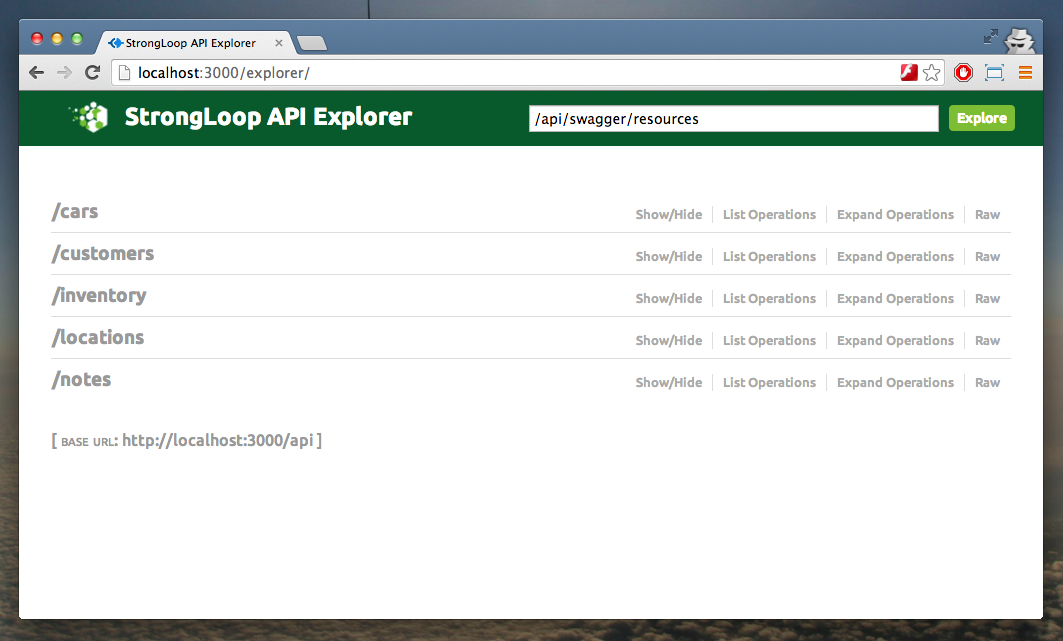 StrongLoop API Explorer
localhost:3000/explorer/
StrongLoop API Explorer /api/swagger/resources Explore
/cars Show/Hide List Operations Expand Operations Raw
/customers Show/Hide List Operations Expand Operations Raw
/inventory Show/Hide List Operations Expand Operations Raw
/locations Show/Hide List Operations Expand Operations Raw
/notes Show/Hide List Operations Expand Operations Raw
[ BASE URL: http://localhost:3000/api ]